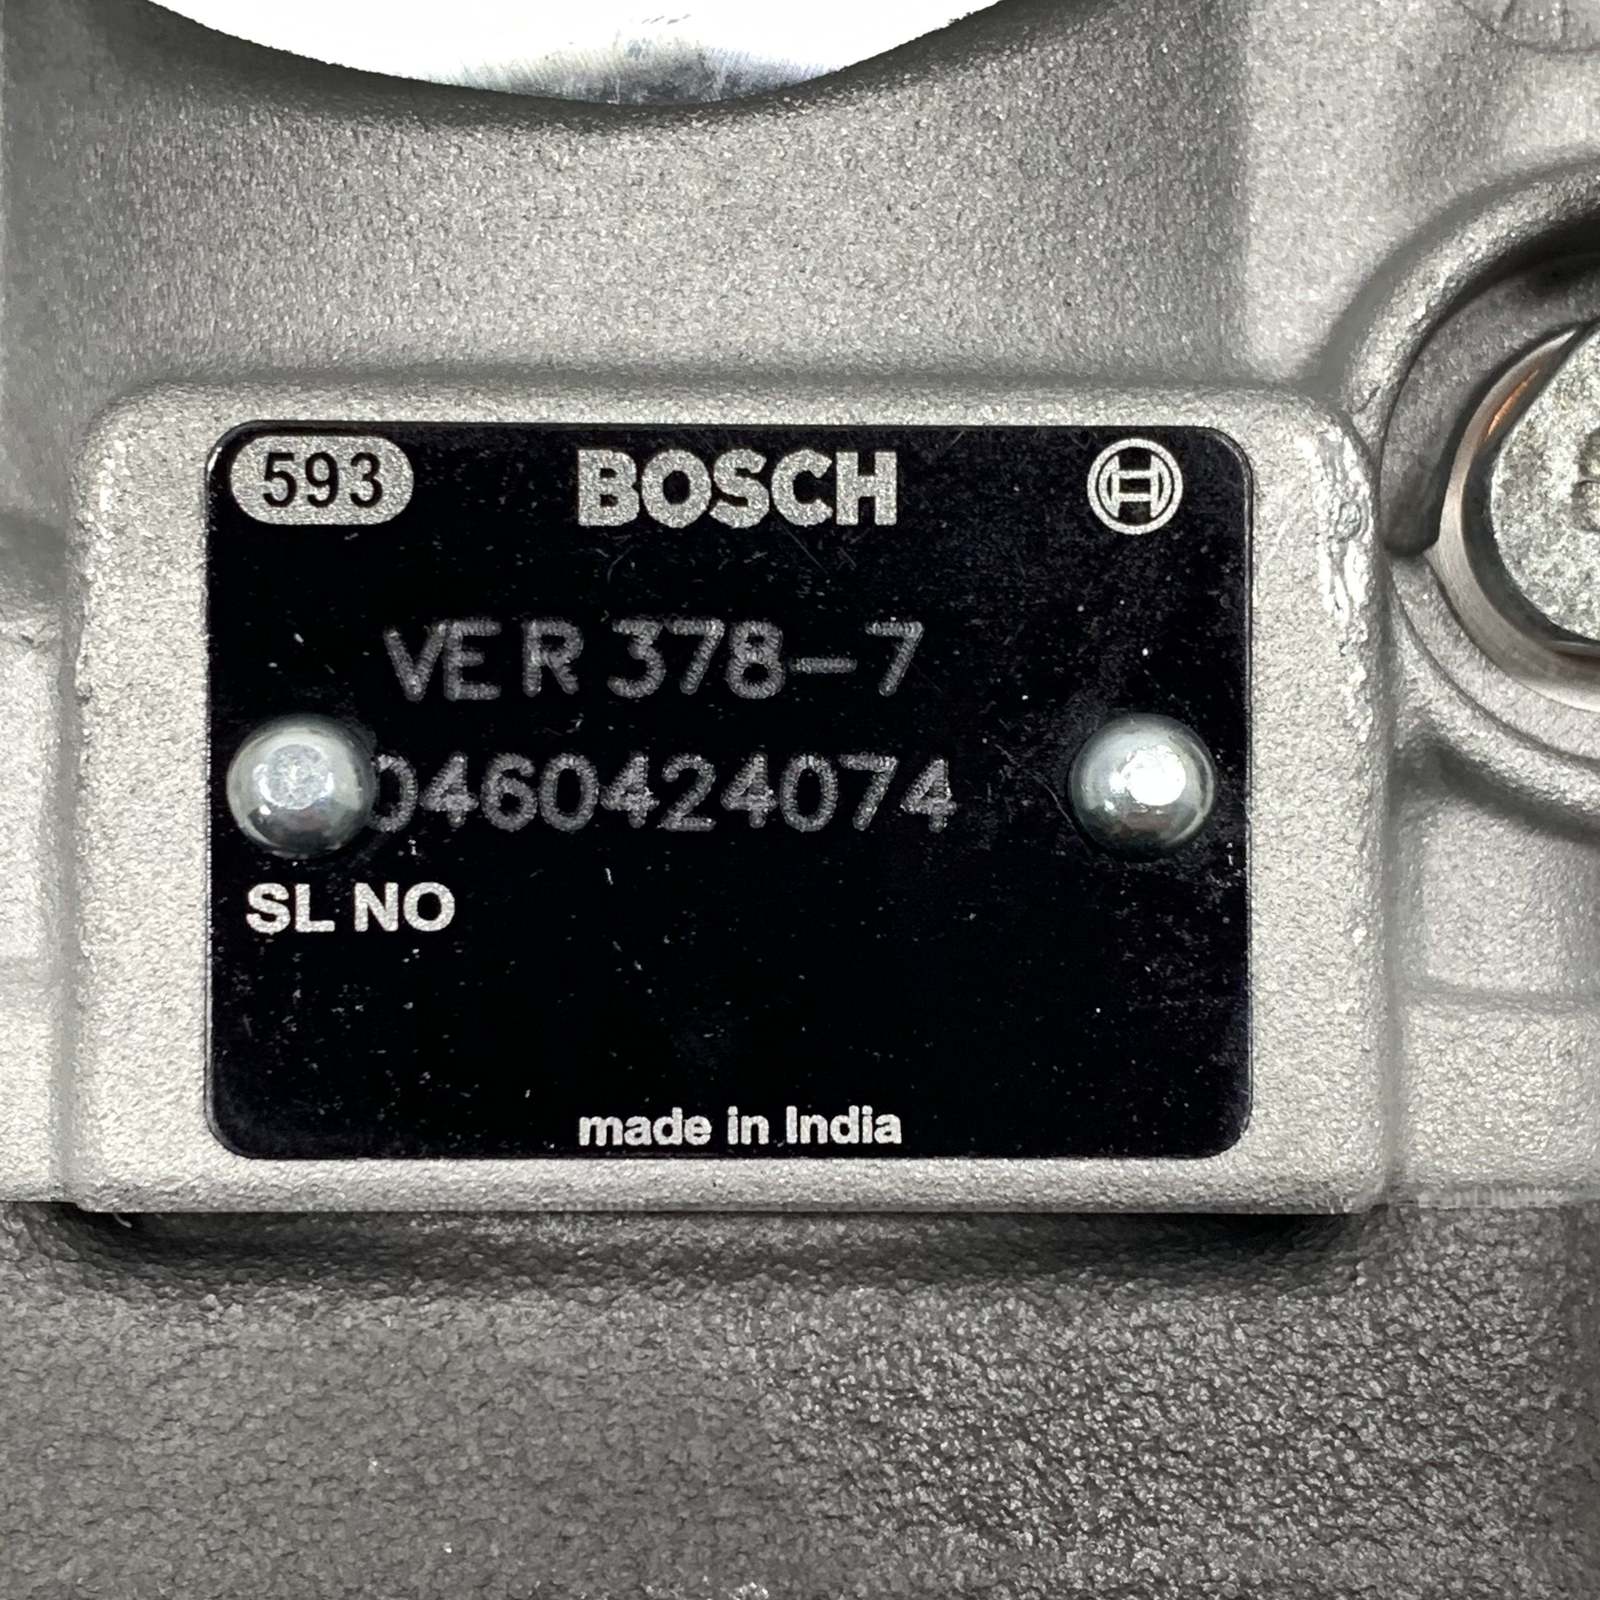 593 BOSCH
VE R 378-7
0460424074
SL NO
made in India